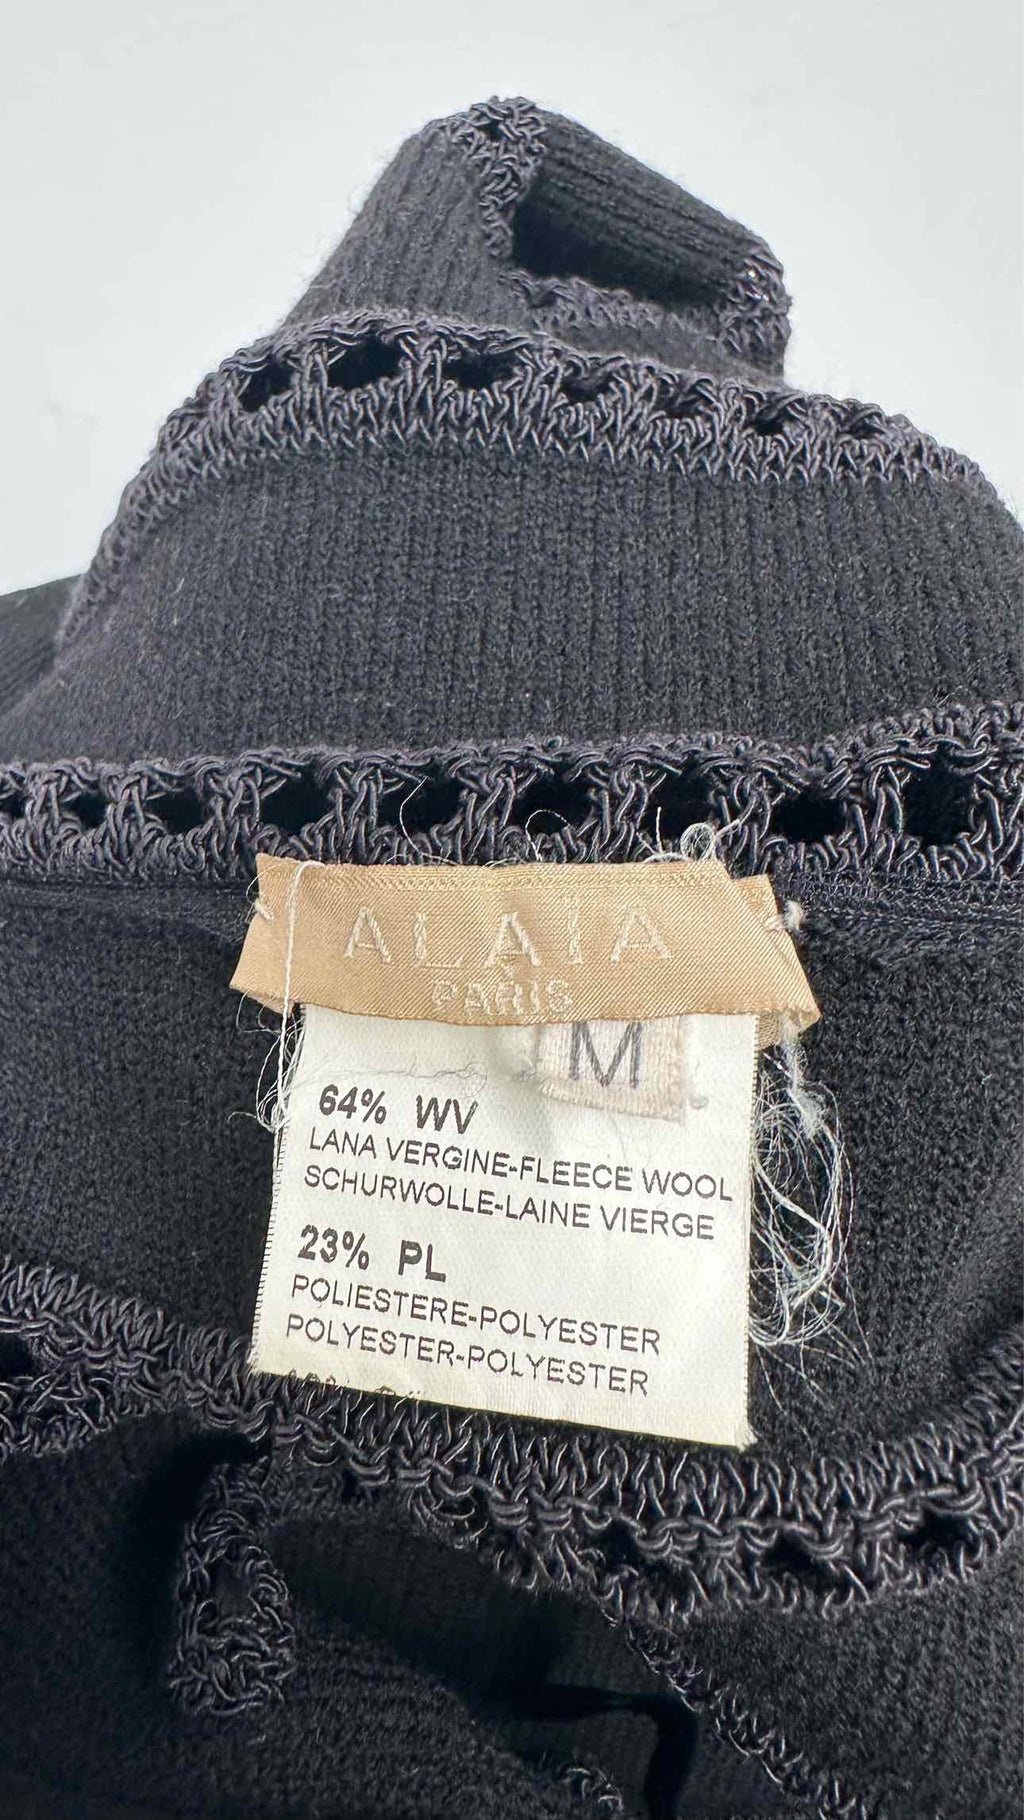 ALAÏA
PARIS
M
64% WV
LANA VERGINE-FLEECE WOOL
SCHURWOLLE-LAINE VIERGE
23% PL
POLIESTERE-POLYESTER
POLYESTER-POLYESTER